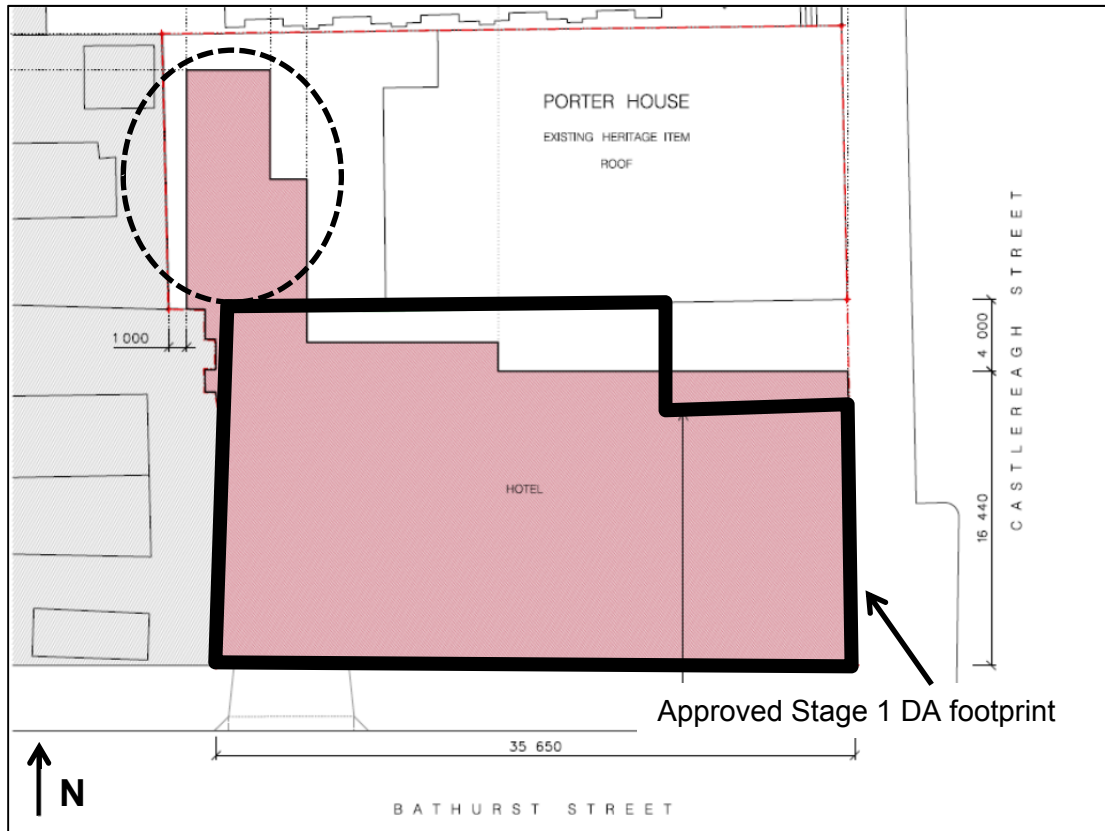 PORTER HOUSE
EXISTING HERITAGE ITEM
ROOF
CASTLEREAGH STREET
1 000
4 000
16 440
HOTEL
Approved Stage 1 DA footprint
35 650
N
BATHURST STREET